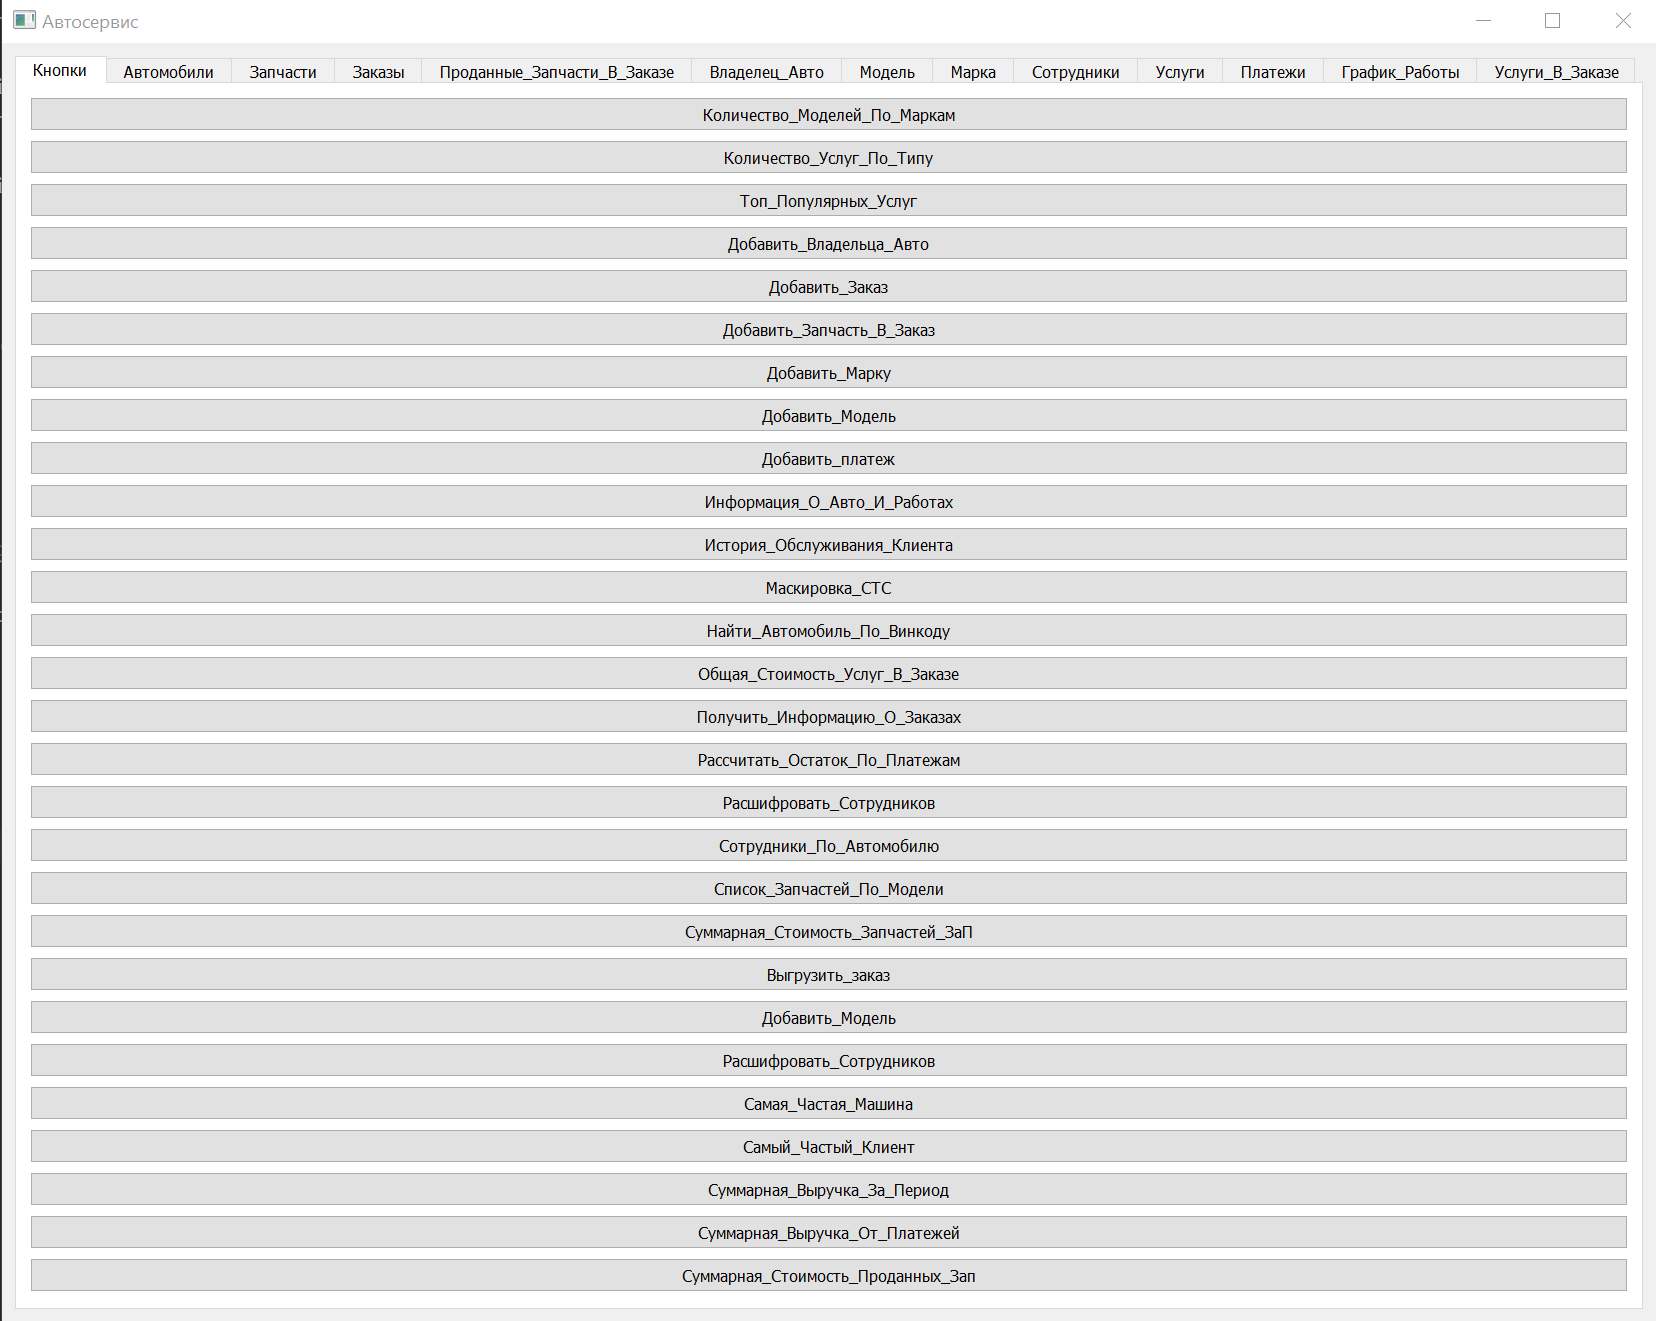 Автосервис
Кнопки Автомобили Запчасти Заказы Проданные_Запчасти_В_Заказе Владелец_Авто Модель Марка Сотрудники Услуги Платежи График_Работы Услуги_В_Заказе
Количество_Моделей_По_Маркам
Количество_Услуг_По_Типу
Топ_Популярных_Услуг
Добавить_Владельца_Авто
Добавить_Заказ
Добавить_Запчасть_В_Заказ
Добавить_Марку
Добавить_Модель
Добавить_платеж
Информация_О_Авто_И_Работах
История_Обслуживания_Клиента
Маскировка_СТС
Найти_Автомобиль_По_Винкоду
Общая_Стоимость_Услуг_В_Заказе
Получить_Информацию_О_Заказах
Рассчитать_Остаток_По_Платежам
Расшифровать_Сотрудников
Сотрудники_По_Автомобилю
Список_Запчастей_По_Модели
Суммарная_Стоимость_Запчастей_ЗаП
Выгрузить_заказ
Добавить_Модель
Расшифровать_Сотрудников
Самая_Частая_Машина
Самый_Частый_Клиент
Суммарная_Выручка_За_Период
Суммарная_Выручка_От_Платежей
Суммарная_Стоимость_Проданных_Зап